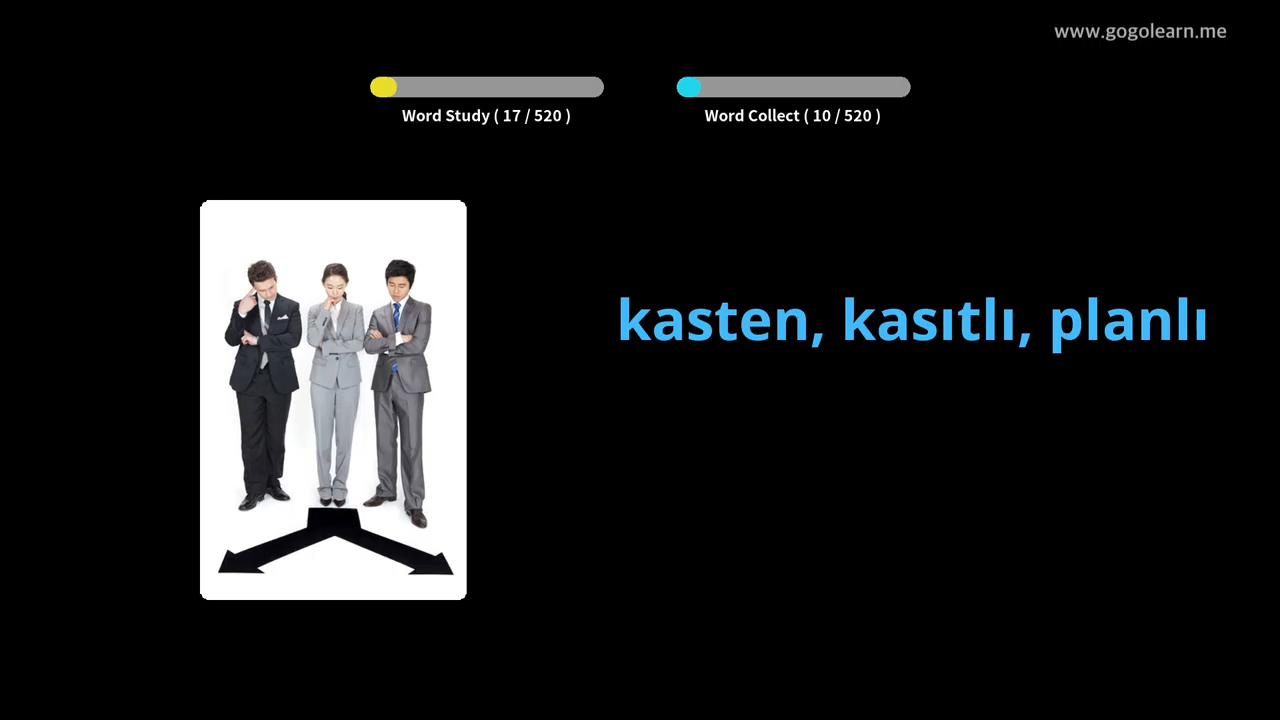 www.gogolearn.me
Word Study ( 17 / 520 )
Word Collect ( 10 / 520 )
kasten, kasıtlı, planlı